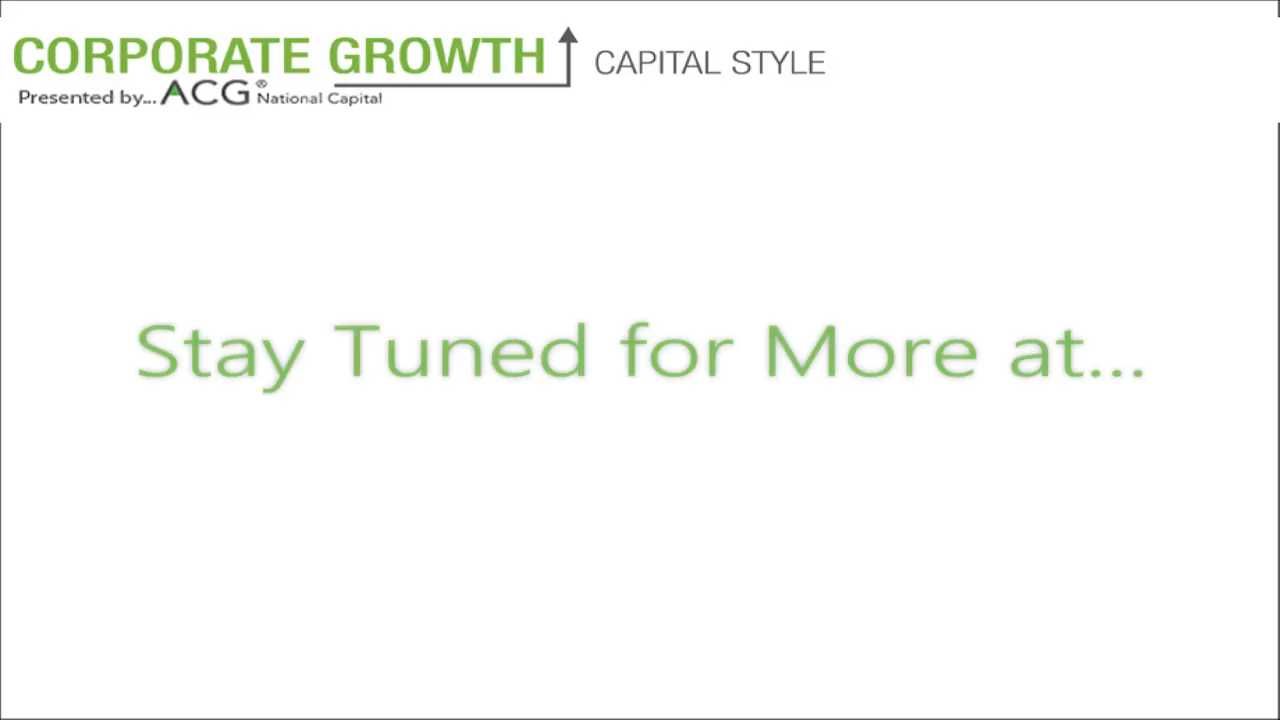 CORPORATE GROWTH CAPITAL STYLE
Presented by... ACG® National Capital
Stay Tuned for More at...